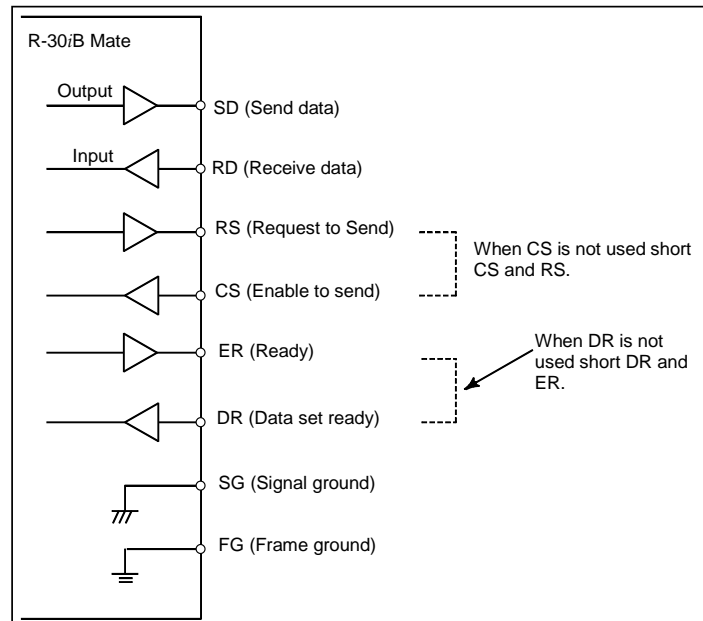 R-30iB Mate
Output
SD (Send data)
Input
RD (Receive data)
RS (Request to Send)
When CS is not used short
CS and RS.
CS (Enable to send)
ER (Ready)
When DR is not
used short DR and
ER.
DR (Data set ready)
SG (Signal ground)
FG (Frame ground)